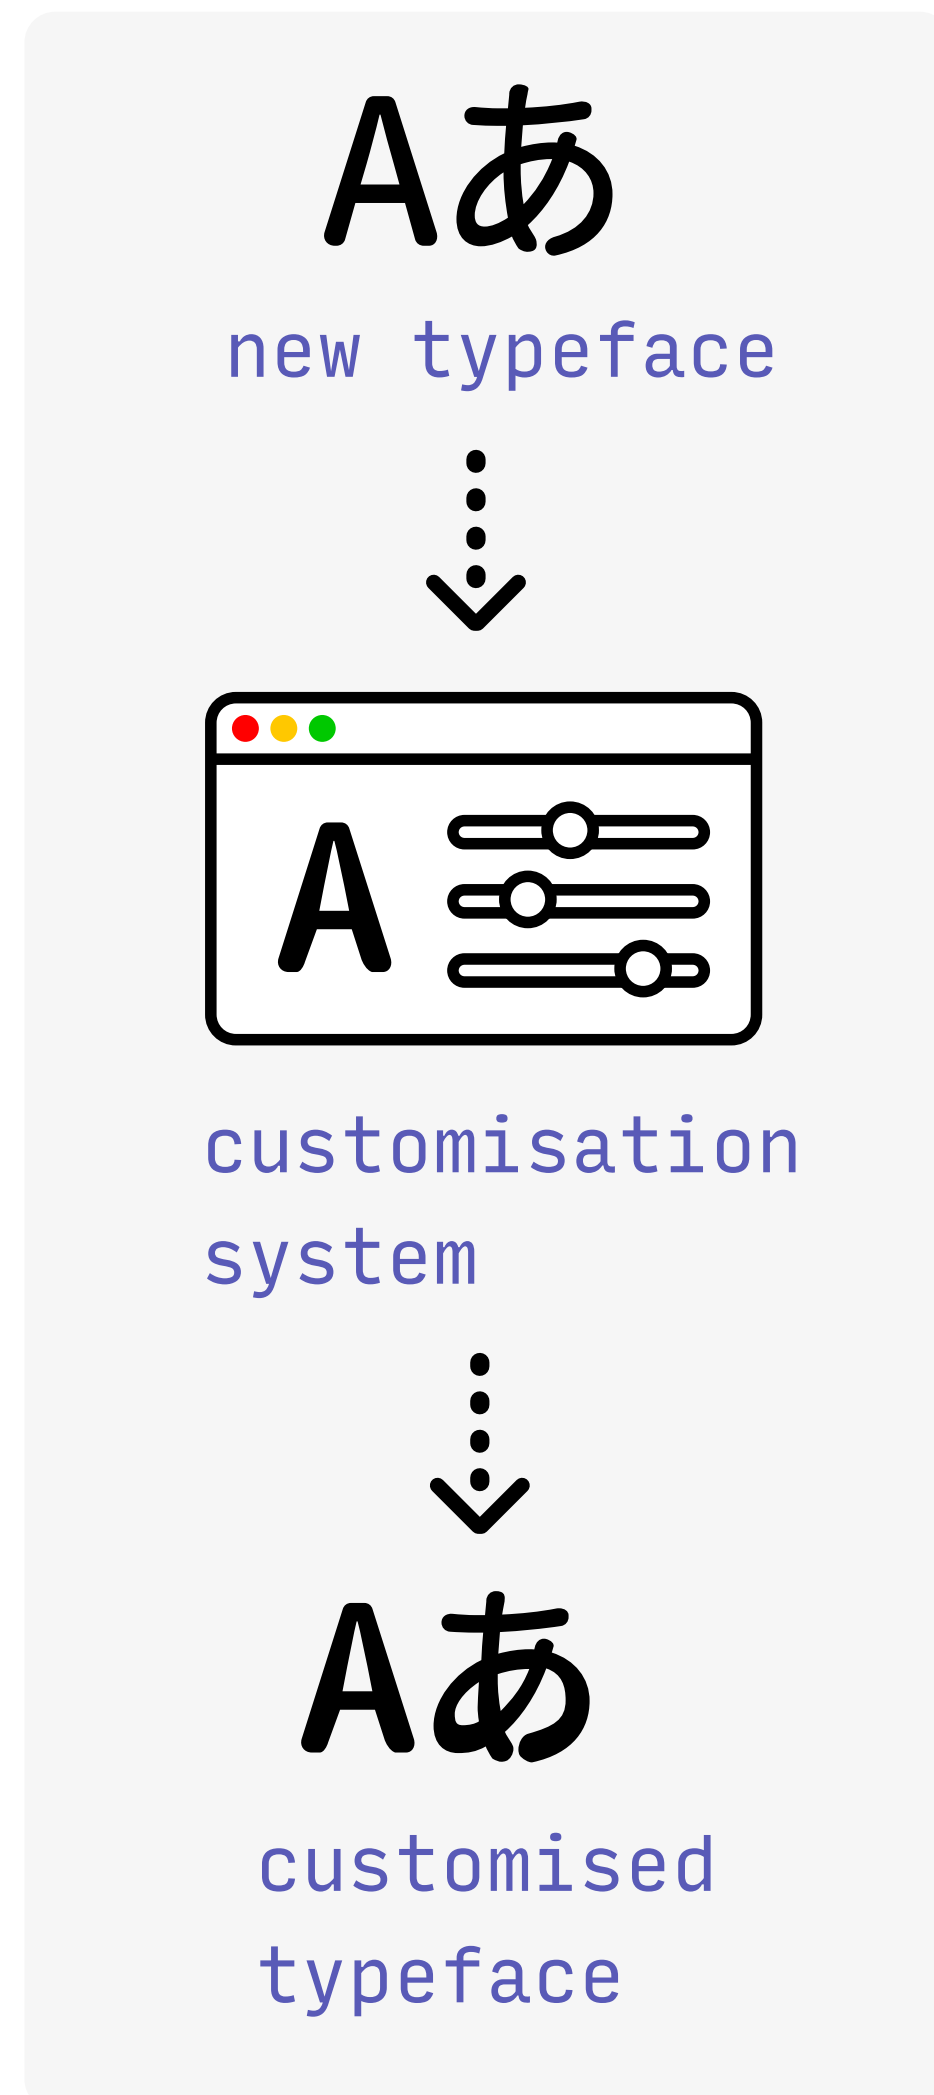 Aあ
new typeface
A
customisation
system
Aあ
customised
typeface